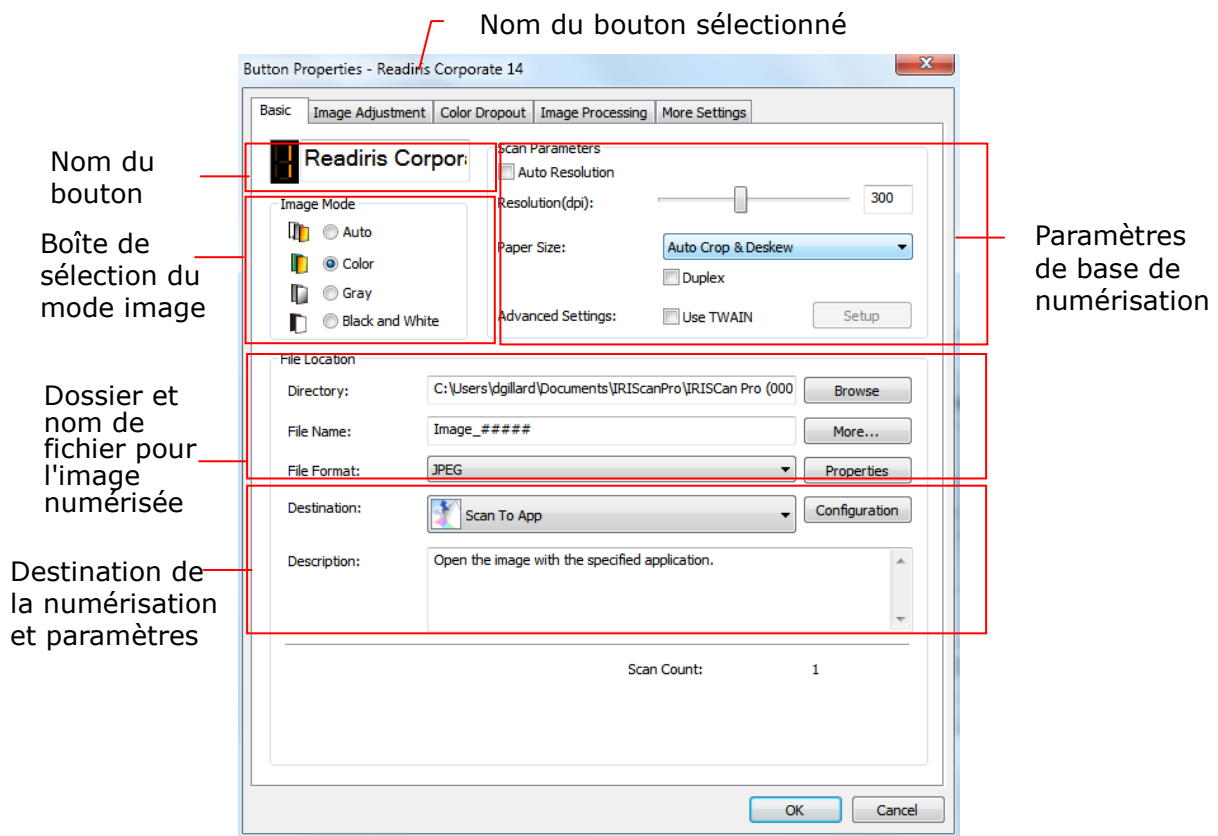 Nom du bouton sélectionné
Button Properties - Readiris Corporate 14
Basic Image Adjustment Color Dropout Image Processing More Settings
Nom du
bouton
Readiris Corpor
Image Mode
Auto
Color
Gray
Black and White
Boîte de
sélection du
mode image
Scan Parameters
Auto Resolution
Resolution(dpi): 300
Paper Size: Auto Crop & Deskew
Duplex
Advanced Settings: Use TWAIN Setup
Paramètres
de base de
numérisation
File Location
Directory: C:\Users\dgillard\Documents\IRIScanPro\IRISCan Pro (000 Browse
File Name: Image_##### More...
File Format: JPEG Properties
Dossier et
nom de
fichier pour
l'image
numérisée
Destination: Scan To App Configuration
Description: Open the image with the specified application.
Destination de
la numérisation
et paramètres
Scan Count: 1
OK Cancel